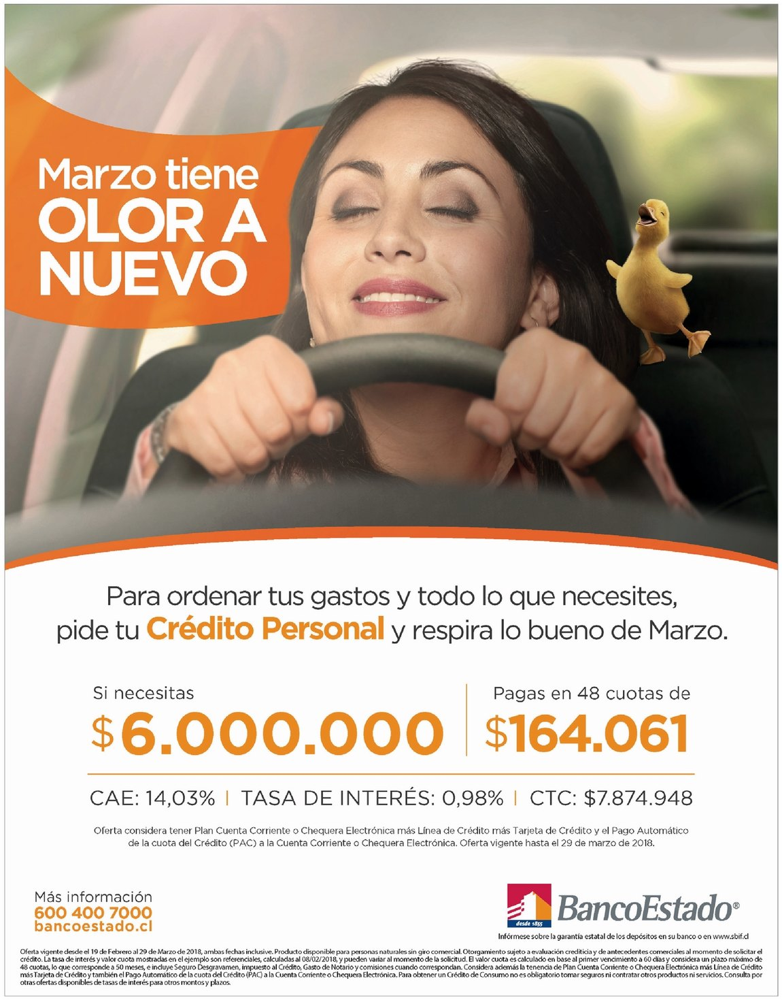 Marzo tiene
OLOR A
NUEVO
Para ordenar tus gastos y todo lo que necesites,
pide tu Crédito Personal y respira lo bueno de Marzo.
Si necesitas
$6.000.000
Pagas en 48 cuotas de
$164.061
CAE: 14,03% | TASA DE INTERÉS: 0,98% | CTC: $7.874.948
Oferta considera tener Plan Cuenta Corriente o Chequera Electrónica más Línea de Crédito más Tarjeta de Crédito y el Pago Automático
de la cuota del Crédito (PAC) a la Cuenta Corriente o Chequera Electrónica. Oferta vigente hasta el 29 de marzo de 2018.
Más información
600 400 7000
bancoestado.cl
desde 1855
BancoEstado®
Infórmese sobre la garantía estatal de los depósitos en su banco o en www.sbif.cl
Oferta vigente desde el 19 de Febrero al 29 de Marzo de 2018, ambas fechas inclusive. Producto disponible para personas naturales sin giro comercial. Otorgamiento sujeto a evaluación crediticia y de antecedentes comerciales al momento de solicitar el
crédito. La tasa de interés y valor cuota mostradas en el ejemplo son referenciales, calculadas al 08/02/2018, y pueden variar al momento de la solicitud. El valor cuota es calculado en base al primer vencimiento a 60 días y considera un plazo máximo de
48 cuotas, lo que corresponde a 50 meses, e incluye Seguro Desgravamen, impuesto al Crédito, Gasto de Notario y comisiones cuando correspondan. Considera además la tenencia de Plan Cuenta Corriente o Chequera Electrónica más Línea de Crédito
más Tarjeta de Crédito y también el Pago Automático de la cuota del Crédito (PAC) a la Cuenta Corriente o Chequera Electrónica. Para obtener un Crédito de Consumo no es obligatorio tomar seguros ni contratar otros productos ni servicios. Consulta por
otras ofertas disponibles de tasas de interés para otros montos y plazos.